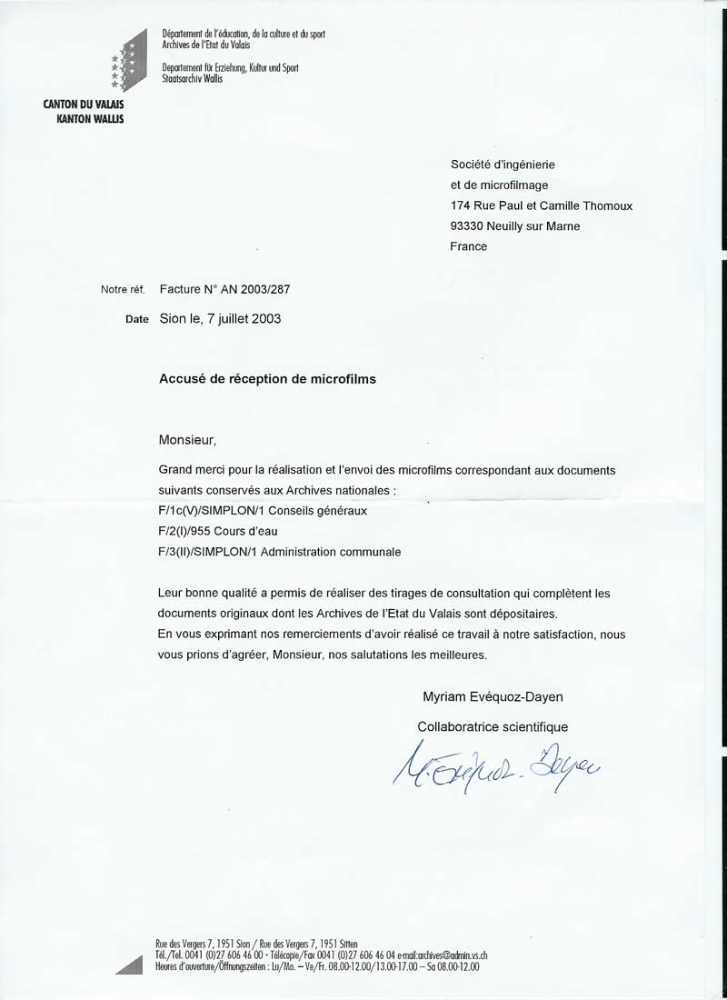 Département de l'éducation, de la culture et du sport
Archives de l'Etat du Valais
Departement für Erziehung, Kultur und Sport
Staatsarchiv Wallis
CANTON DU VALAIS
KANTON WALLIS
Société d'ingénierie
et de microfilmage
174 Rue Paul et Camille Thomoux
93330 Neuilly sur Marne
France
Notre réf. Facture N° AN 2003/287
Date Sion le, 7 juillet 2003
Accusé de réception de microfilms
Monsieur,
Grand merci pour la réalisation et l'envoi des microfilms correspondant aux documents
suivants conservés aux Archives nationales :
F/1c(V)/SIMPLON/1 Conseils généraux
F/2(I)/955 Cours d'eau
F/3(II)/SIMPLON/1 Administration communale
Leur bonne qualité a permis de réaliser des tirages de consultation qui complètent les
documents originaux dont les Archives de l'Etat du Valais sont dépositaires.
En vous exprimant nos remerciements d'avoir réalisé ce travail à notre satisfaction, nous
vous prions d'agréer, Monsieur, nos salutations les meilleures.
Myriam Evéquoz-Dayen
Collaboratrice scientifique
M. Evéquoz-Dayen
Rue des Vergers 7, 1951 Sion / Rue des Vergers 7, 1951 Sitten
Tél./Tel. 0041 (0)27 606 46 00 · Télécopie/Fax 0041 (0)27 606 46 04 e-mail:archives@admin.vs.ch
Heures d'ouverture/Öffnungszeiten : Lu/Mo. – Ve/Fr. 08.00-12.00/13.00-17.00 – Sa 08.00-12.00